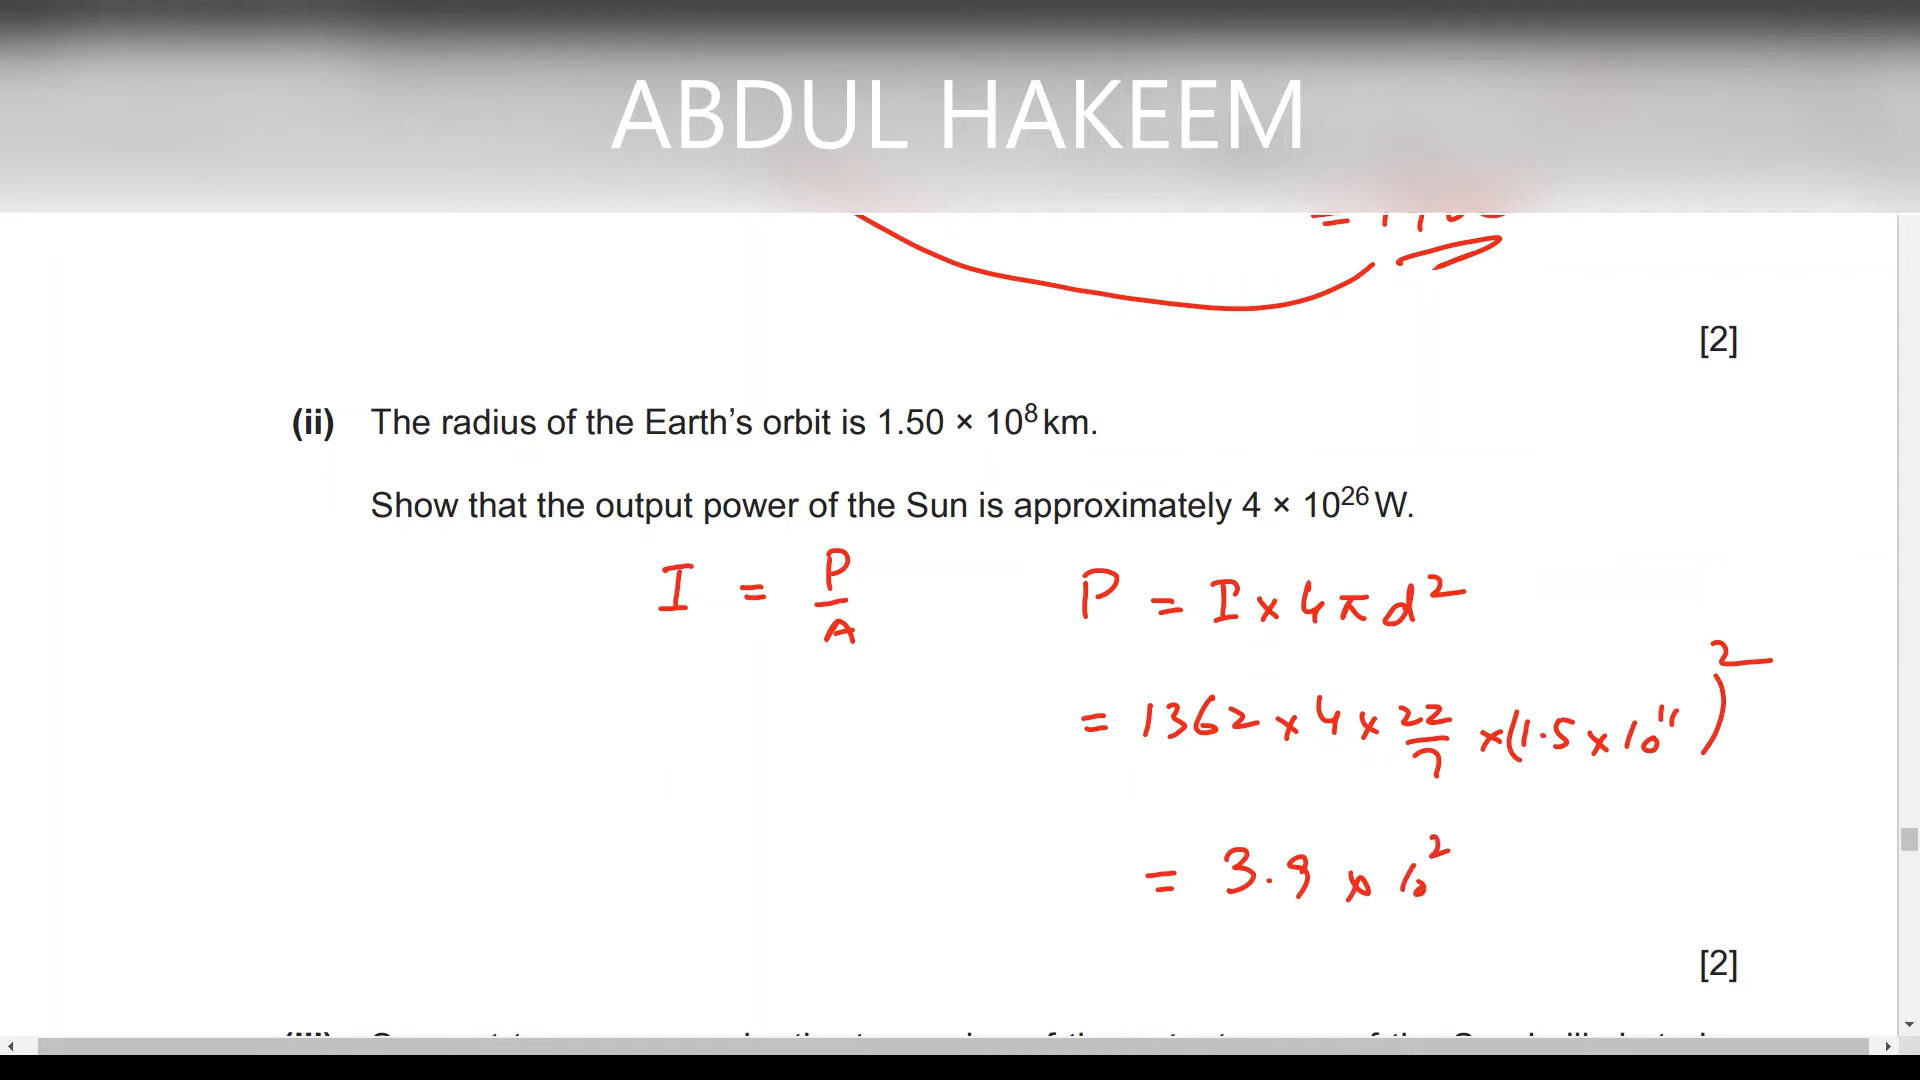 ABDUL HAKEEM
[2]
(ii) The radius of the Earth’s orbit is 1.50 × 10⁸ km.
Show that the output power of the Sun is approximately 4 × 10²⁶ W.
I = P/A
P = I × 4πd²
= 1362 × 4 × 22/7 × (1.5 × 10¹¹)²
= 3.9 × 10²
[2]